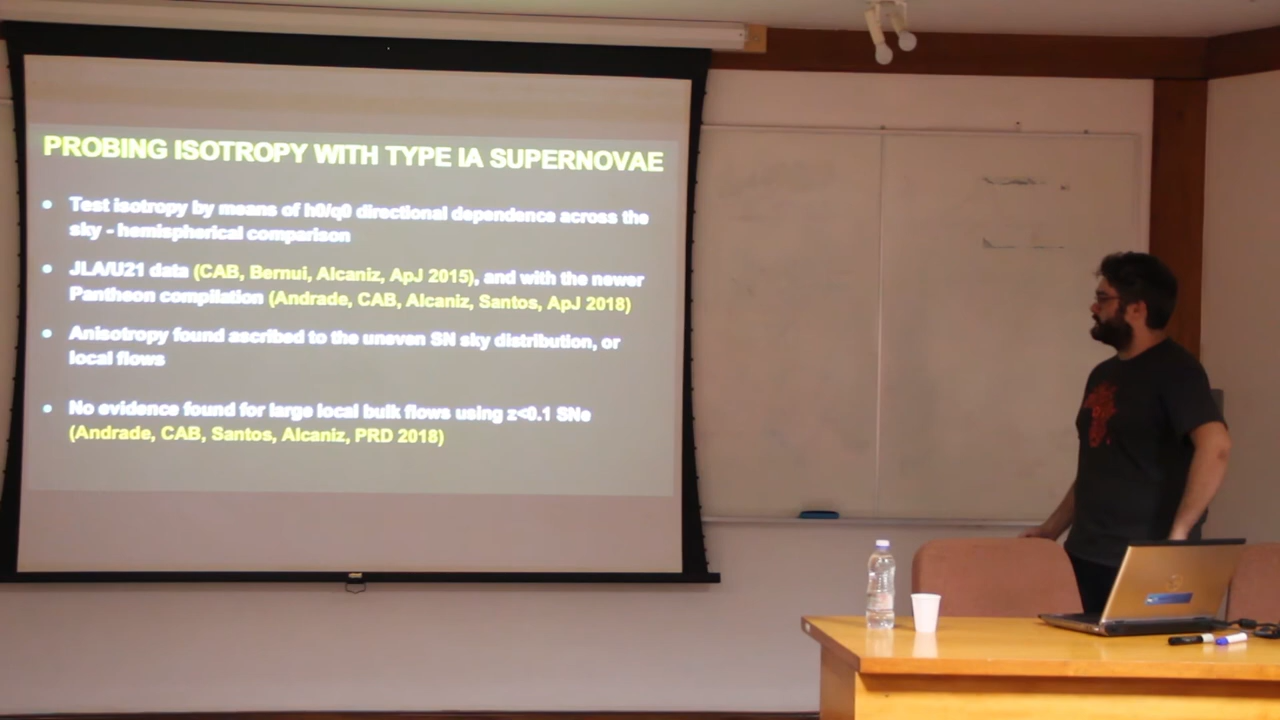 PROBING ISOTROPY WITH TYPE IA SUPERNOVAE
• Test isotropy by means of h0/q0 directional dependence across the
sky - hemispherical comparison
• JLA/U21 data (CAB, Bernui, Alcaniz, ApJ 2015), and with the newer
Pantheon compilation (Andrade, CAB, Alcaniz, Santos, ApJ 2018)
• Anisotropy found ascribed to the uneven SN sky distribution, or
local flows
• No evidence found for large local bulk flows using z<0.1 SNe
(Andrade, CAB, Santos, Alcaniz, PRD 2018)